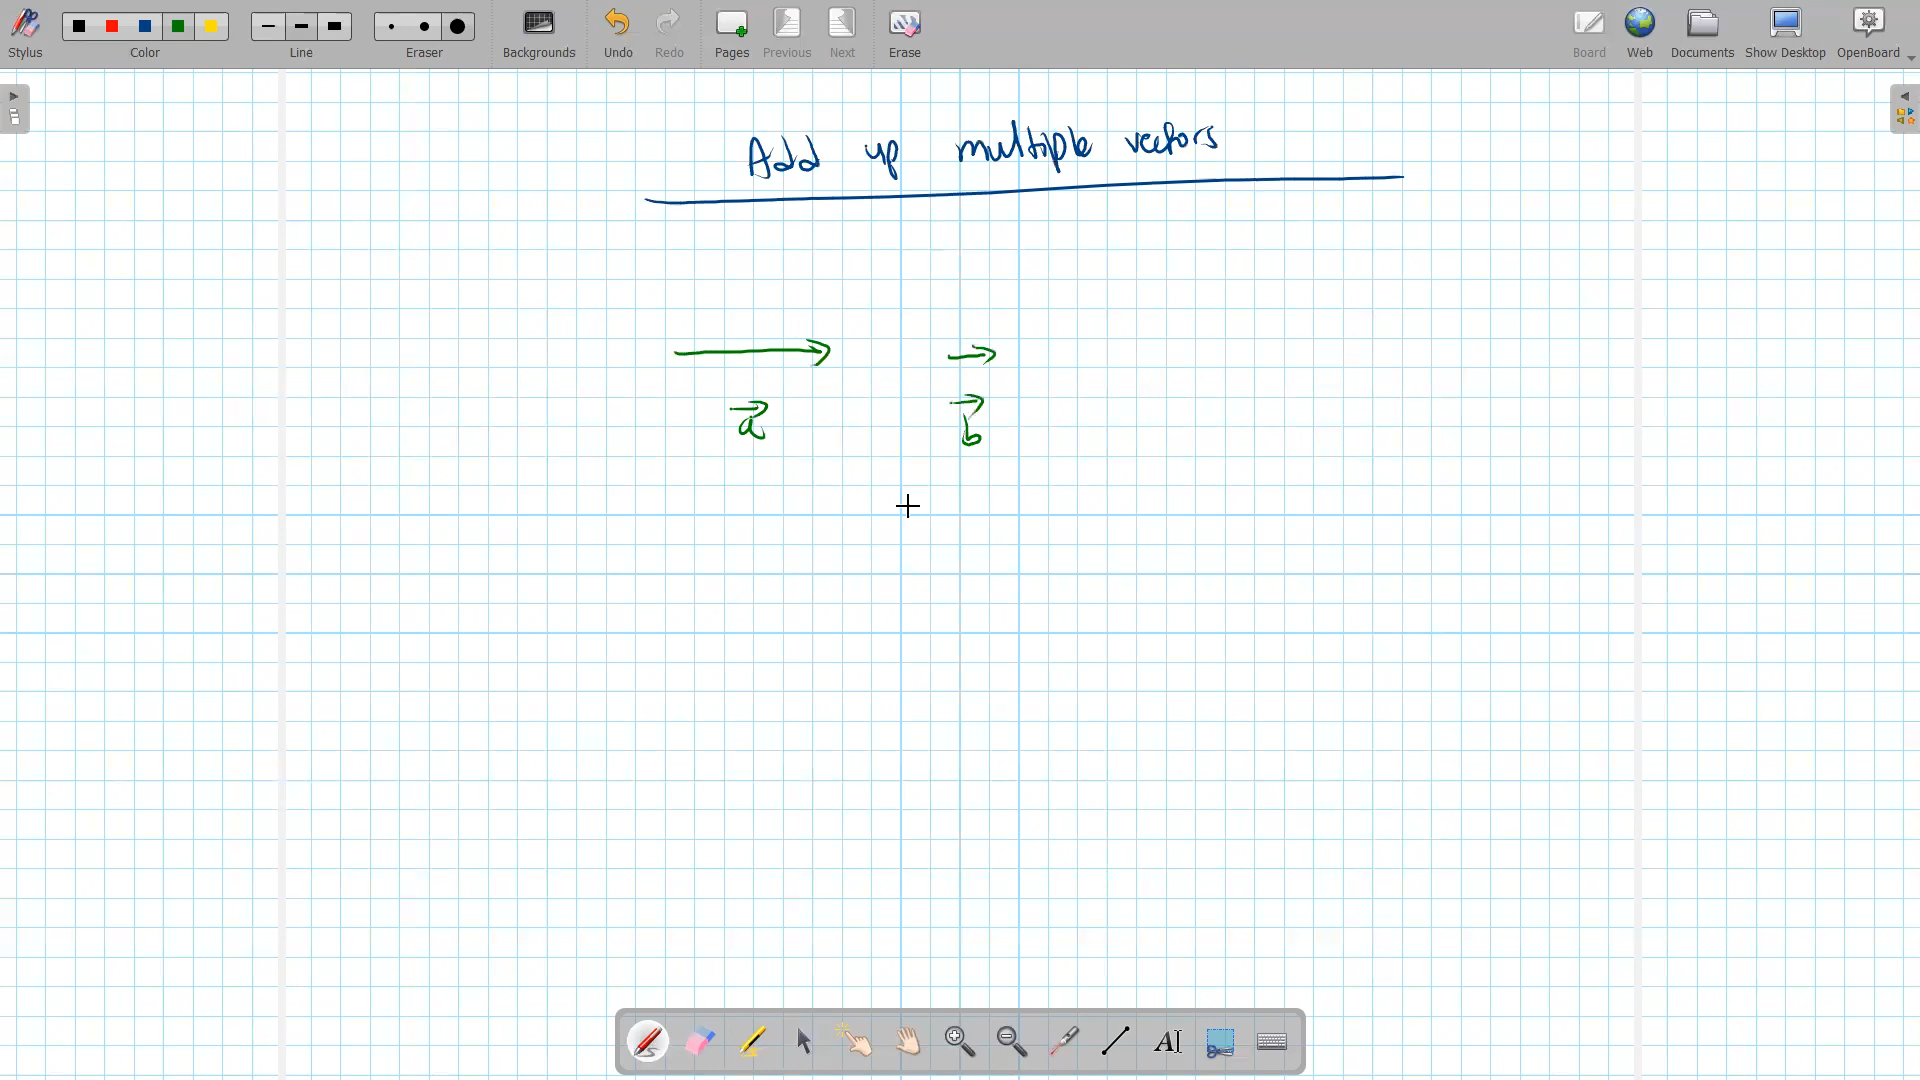 Stylus Color Line Eraser Backgrounds Undo Redo Pages Previous Next Erase Board Web Documents Show Desktop OpenBoard
Add up multiple vectors
a⃗ b⃗